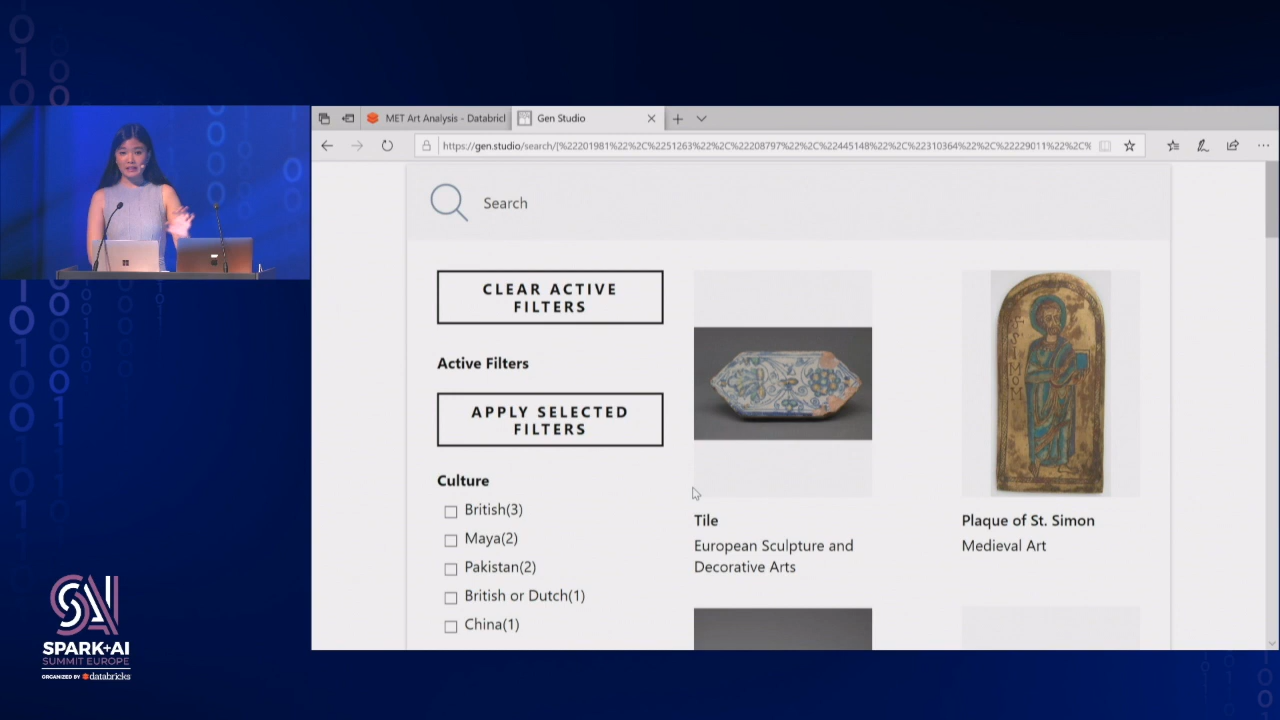 MET Art Analysis - Databricl
Gen Studio
https://gen.studio/search/[%22201981%22%2C%2251263%22%2C%22208797%22%2C%22445148%22%2C%22310364%22%2C%22229011%22%2C%
Search
CLEAR ACTIVE
FILTERS
Active Filters
APPLY SELECTED
FILTERS
Culture
British(3)
Maya(2)
Pakistan(2)
British or Dutch(1)
China(1)
Tile
European Sculpture and
Decorative Arts
Plaque of St. Simon
Medieval Art
SAI
SPARK+AI
SUMMIT EUROPE
ORGANIZED BY databricks